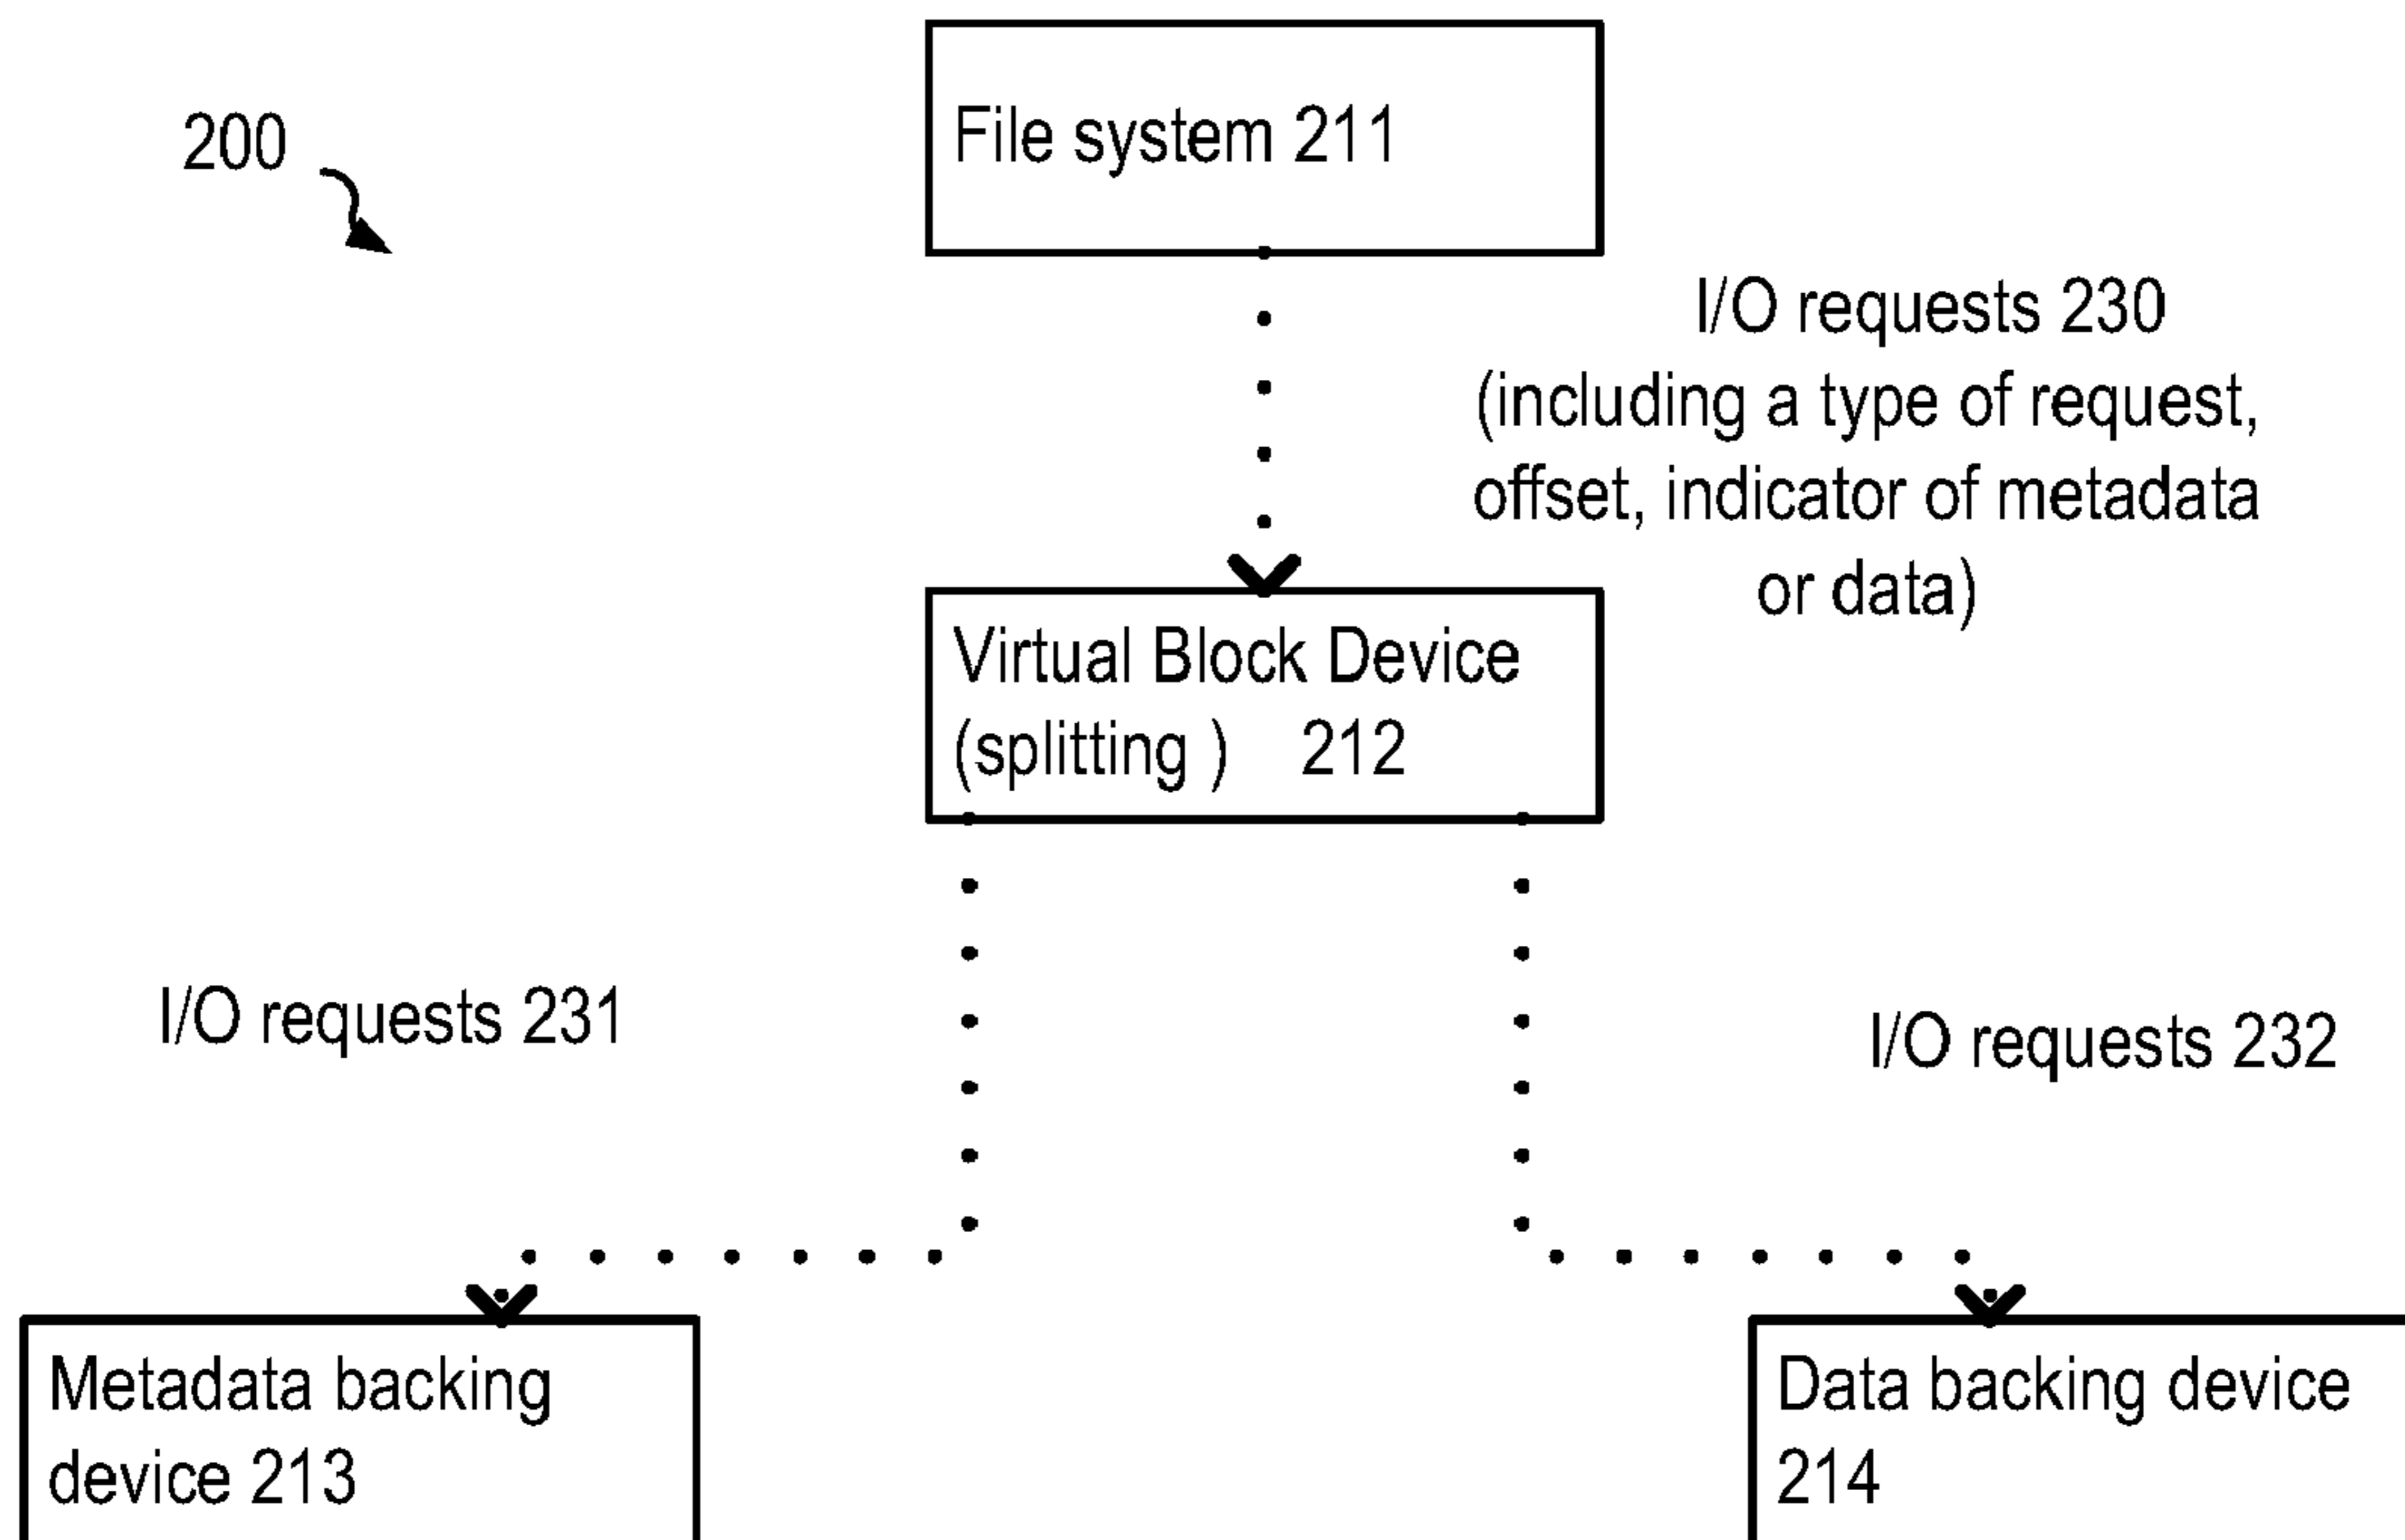 200
File system 211
I/O requests 230
(including a type of request,
offset, indicator of metadata
or data)
Virtual Block Device
(splitting ) 212
I/O requests 231
I/O requests 232
Metadata backing
device 213
Data backing device
214